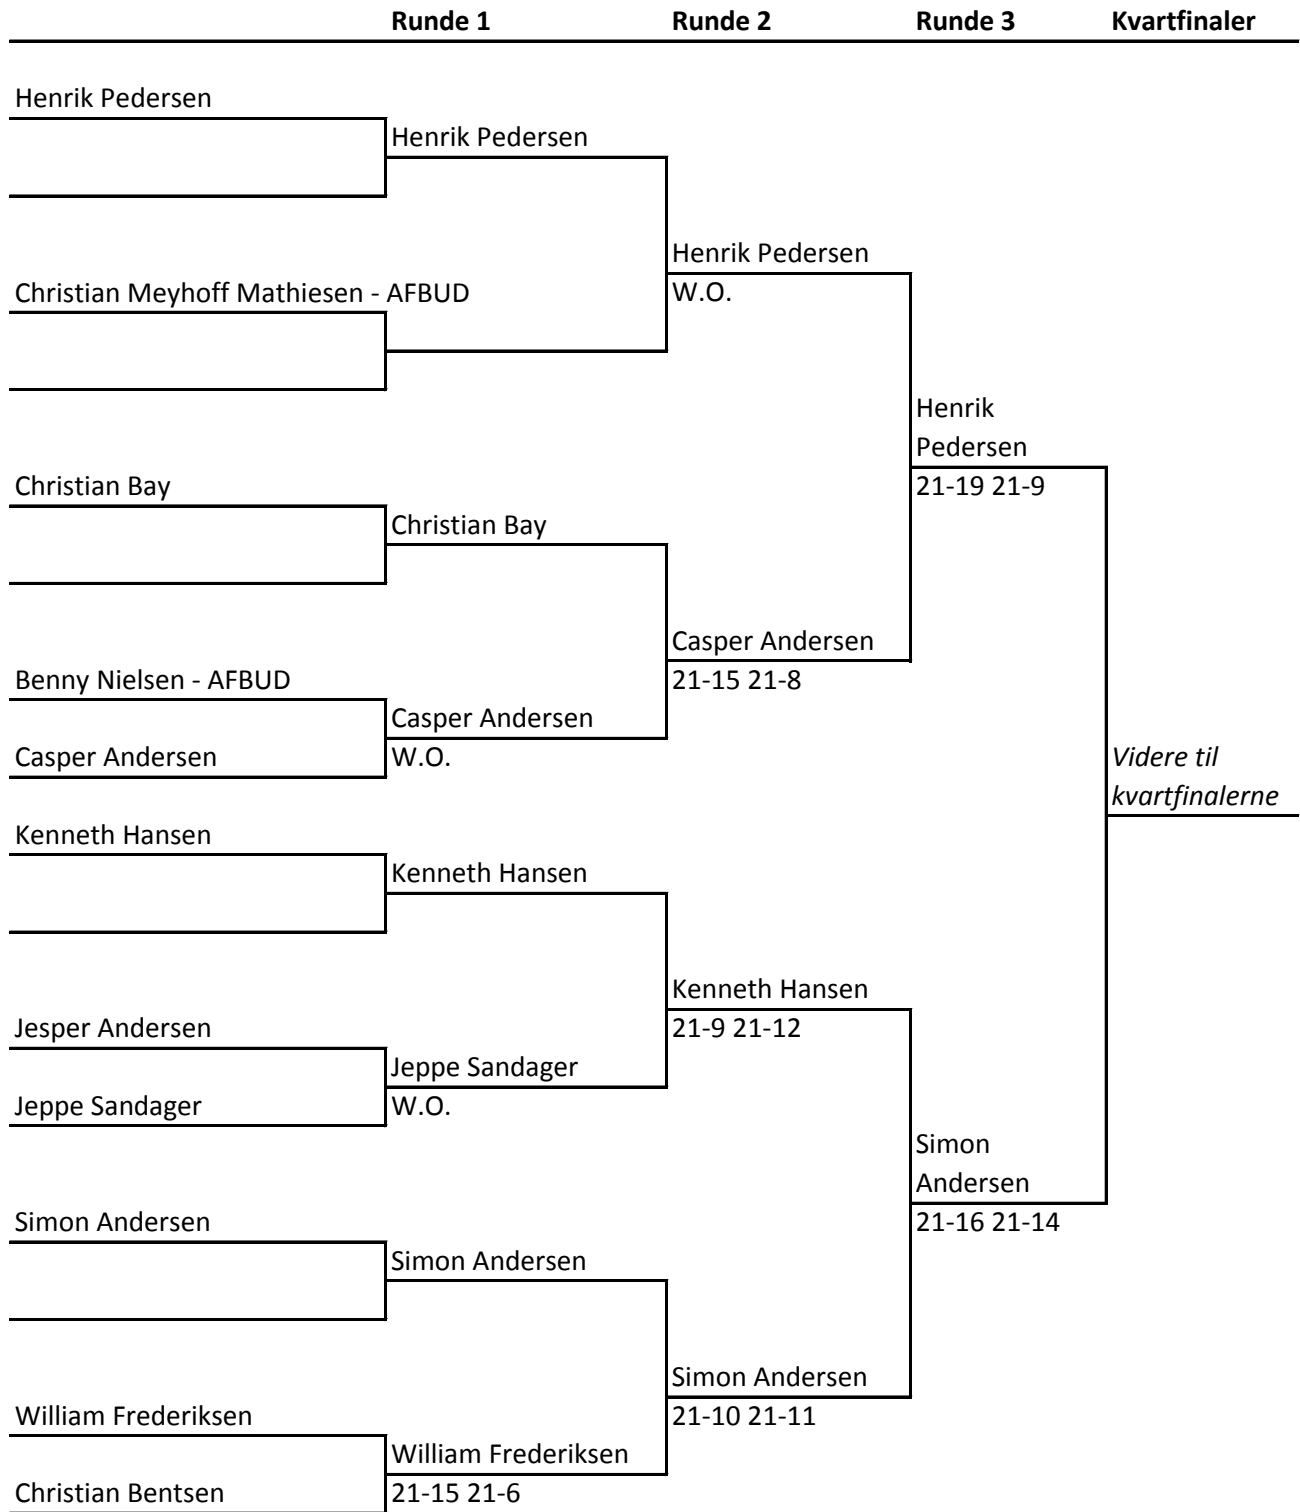 Runde 1 Runde 2 Runde 3 Kvartfinaler
Henrik Pedersen
Henrik Pedersen
Henrik Pedersen
Christian Meyhoff Mathiesen - AFBUD W.O.
Henrik
Pedersen
Christian Bay 21-19 21-9
Christian Bay
Casper Andersen
Benny Nielsen - AFBUD 21-15 21-8
Casper Andersen
Casper Andersen W.O. Videre til
kvartfinalerne
Kenneth Hansen
Kenneth Hansen
Kenneth Hansen
Jesper Andersen 21-9 21-12
Jeppe Sandager
Jeppe Sandager W.O.
Simon
Andersen
Simon Andersen 21-16 21-14
Simon Andersen
Simon Andersen
William Frederiksen 21-10 21-11
William Frederiksen
Christian Bentsen 21-15 21-6